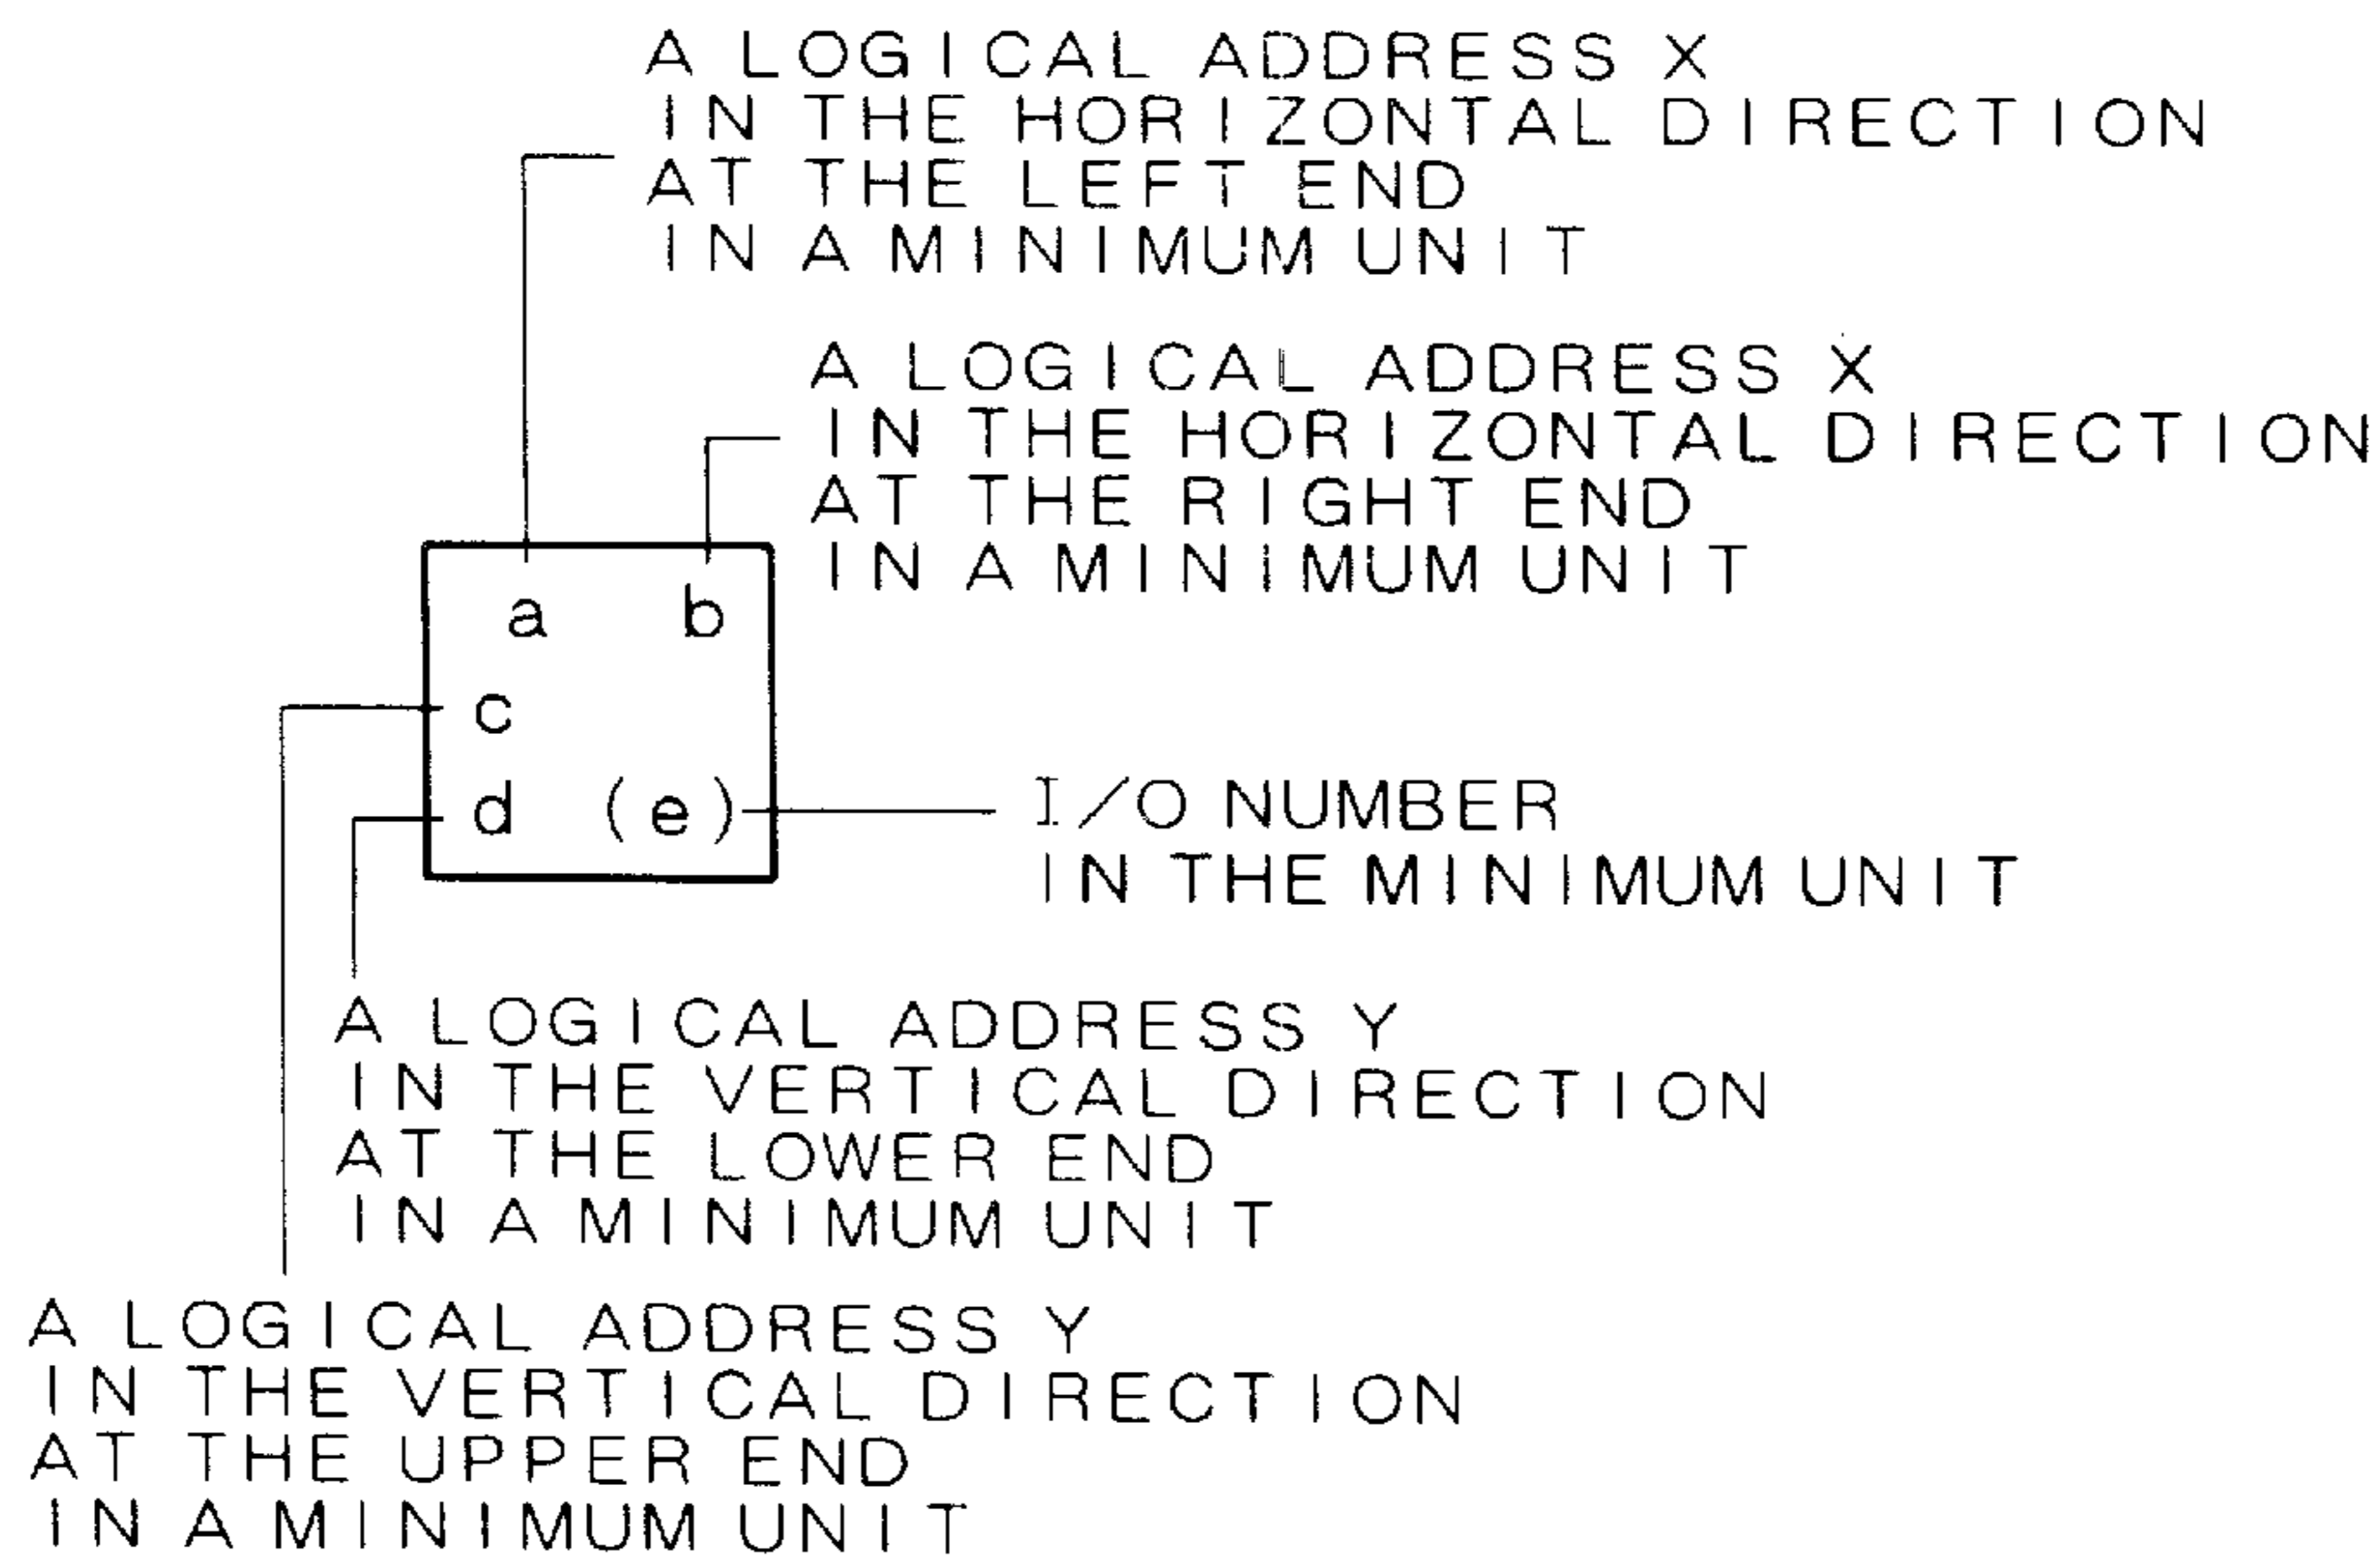 A LOGICAL ADDRESS X
IN THE HORIZONTAL DIRECTION
AT THE LEFT END
IN A MINIMUM UNIT
A LOGICAL ADDRESS X
IN THE HORIZONTAL DIRECTION
AT THE RIGHT END
IN A MINIMUM UNIT
a b
c
d (e)
I/O NUMBER
IN THE MINIMUM UNIT
A LOGICAL ADDRESS Y
IN THE VERTICAL DIRECTION
AT THE LOWER END
IN A MINIMUM UNIT
A LOGICAL ADDRESS Y
IN THE VERTICAL DIRECTION
AT THE UPPER END
IN A MINIMUM UNIT